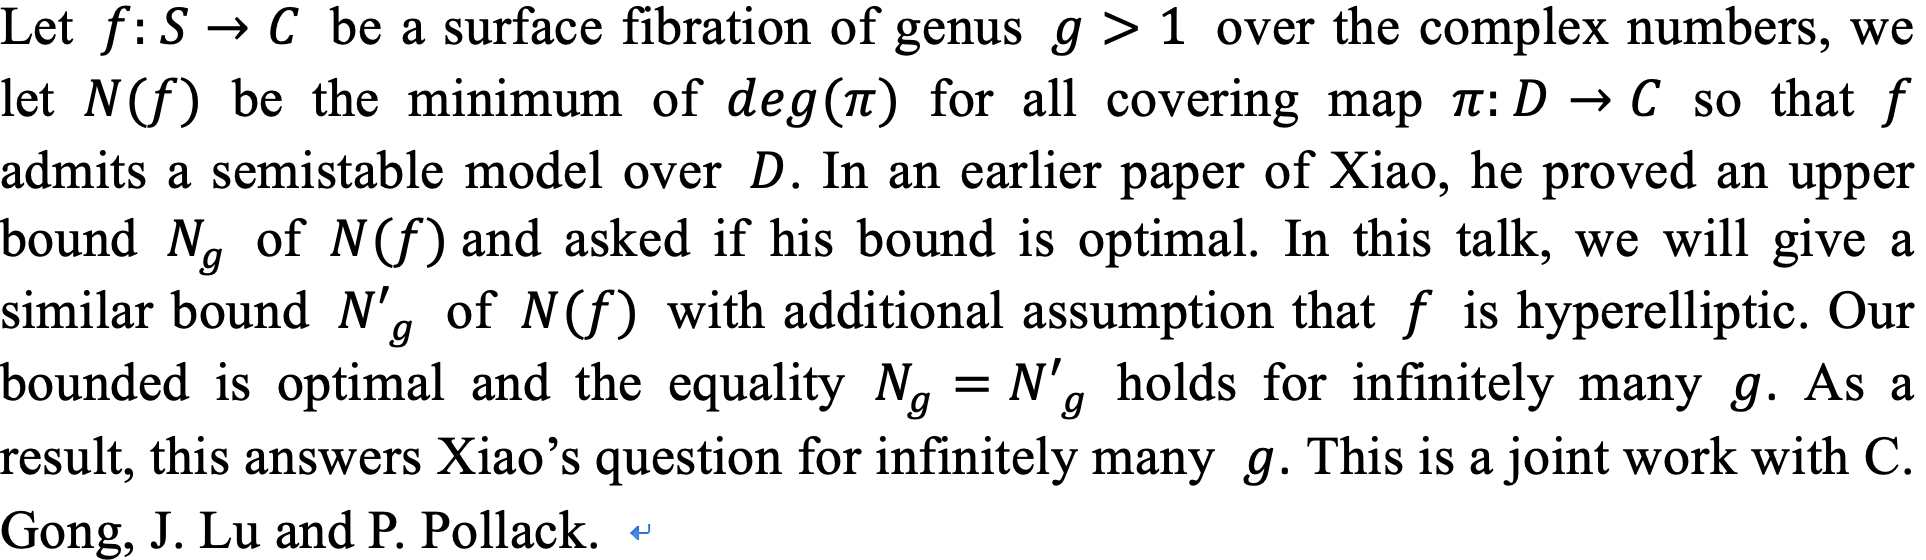 Let f: S → C be a surface fibration of genus g > 1 over the complex numbers, we
let N(f) be the minimum of deg(π) for all covering map π: D → C so that f
admits a semistable model over D. In an earlier paper of Xiao, he proved an upper
bound N_g of N(f) and asked if his bound is optimal. In this talk, we will give a
similar bound N'_g of N(f) with additional assumption that f is hyperelliptic. Our
bounded is optimal and the equality N_g = N'_g holds for infinitely many g. As a
result, this answers Xiao’s question for infinitely many g. This is a joint work with C.
Gong, J. Lu and P. Pollack. ↵